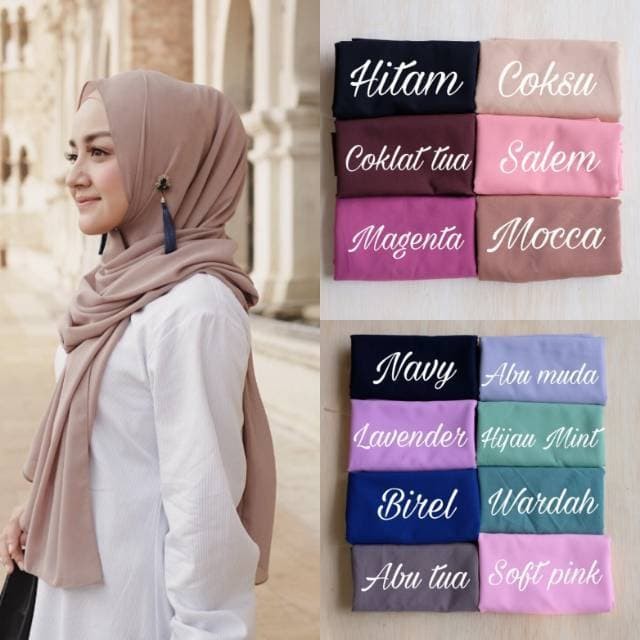 Hitam
Coksu
Coklat tua
Salem
Magenta
Mocca
Navy
Abu muda
Lavender
Hijau Mint
Birel
Wardah
Abu tua
Soft pink